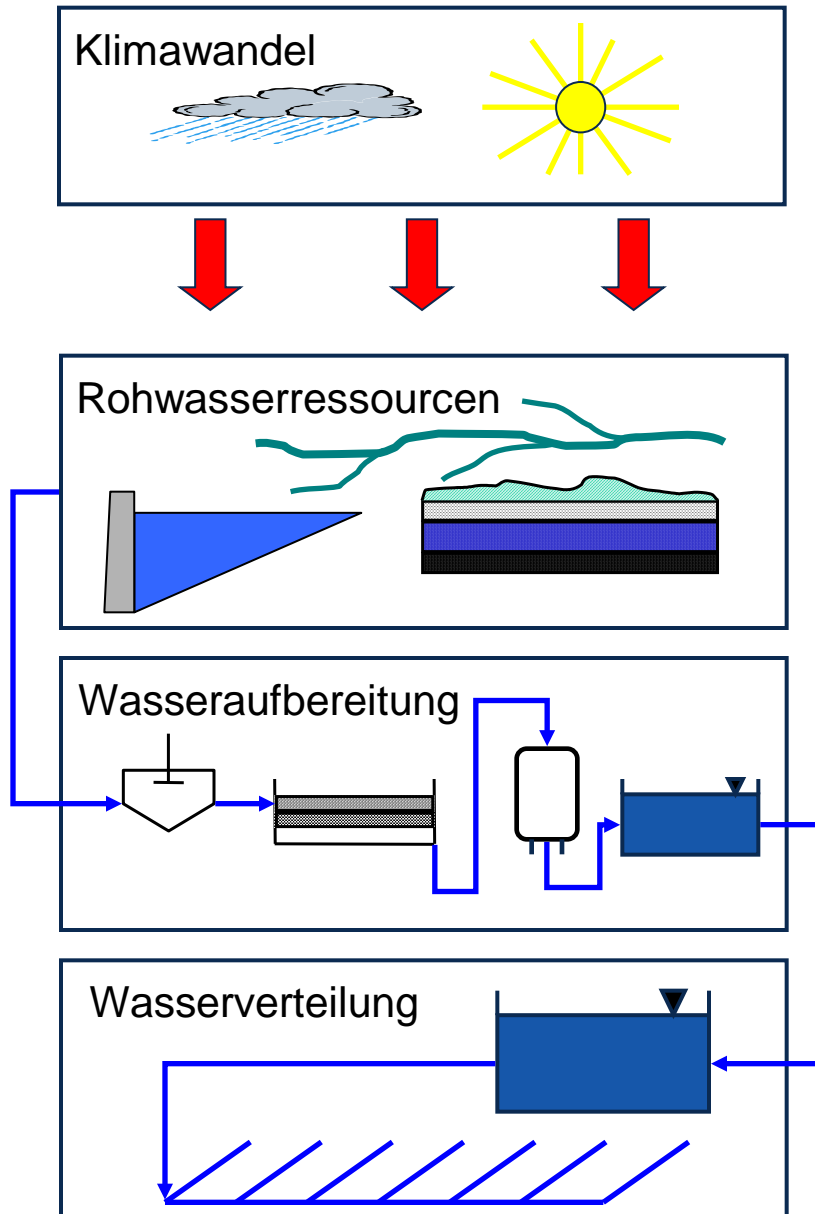 Klimawandel
Rohwasserressourcen
Wasseraufbereitung
Wasserverteilung